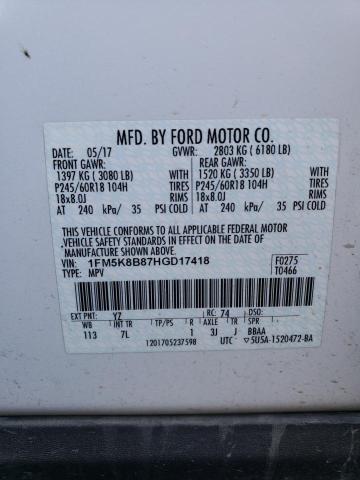 MFD. BY FORD MOTOR CO.
DATE: 05/17 GVWR: 2803 KG ( 6180 LB)
FRONT GAWR: REAR GAWR:
1397 KG ( 3080 LB) 1520 KG ( 3350 LB)
P245/60R18 104H TIRES P245/60R18 104H TIRES
18x8.0J RIMS 18x8.0J RIMS
AT 240 kPa/ 35 PSI COLD AT 240 kPa/ 35 PSI COLD
THIS VEHICLE CONFORMS TO ALL APPLICABLE FEDERAL MOTOR
VEHICLE SAFETY STANDARDS IN EFFECT ON THE DATE OF MANUFACTURE
SHOWN ABOVE.
VIN: 1FM5K8B87HGD17418 F0275
TYPE: MPV T0466
EXT PNT: YZ RC: 74 DSO:
WB INT TR TP/PS R AXLE TR SPR
113 7L 1 3J J BBAA
1201705237598 UTC 5U5A-1520472-BA